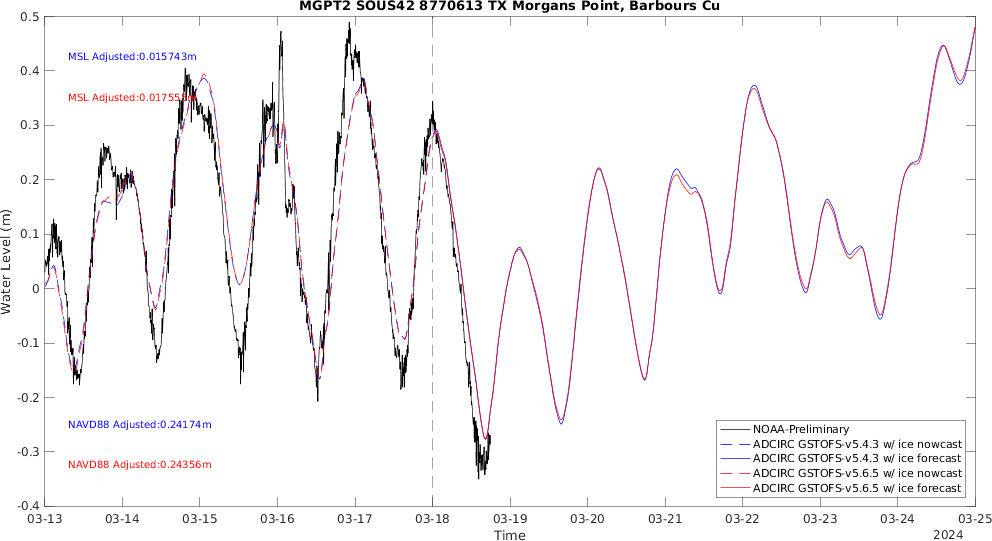 MGPT2 SOUS42 8770613 TX Morgans Point, Barbours Cu
0.5
0.4
0.3
0.2
0.1
0
-0.1
-0.2
-0.3
-0.4
Water Level (m)
MSL Adjusted:0.015743m
MSL Adjusted:0.01755
NAVD88 Adjusted:0.24174m
NAVD88 Adjusted:0.24356m
NOAA-Preliminary
ADCIRC GSTOFS-v5.4.3 w/ ice nowcast
ADCIRC GSTOFS-v5.4.3 w/ ice forecast
ADCIRC GSTOFS-v5.6.5 w/ ice nowcast
ADCIRC GSTOFS-v5.6.5 w/ ice forecast
03-13 03-14 03-15 03-16 03-17 03-18 03-19 03-20 03-21 03-22 03-23 03-24 03-25
Time
2024